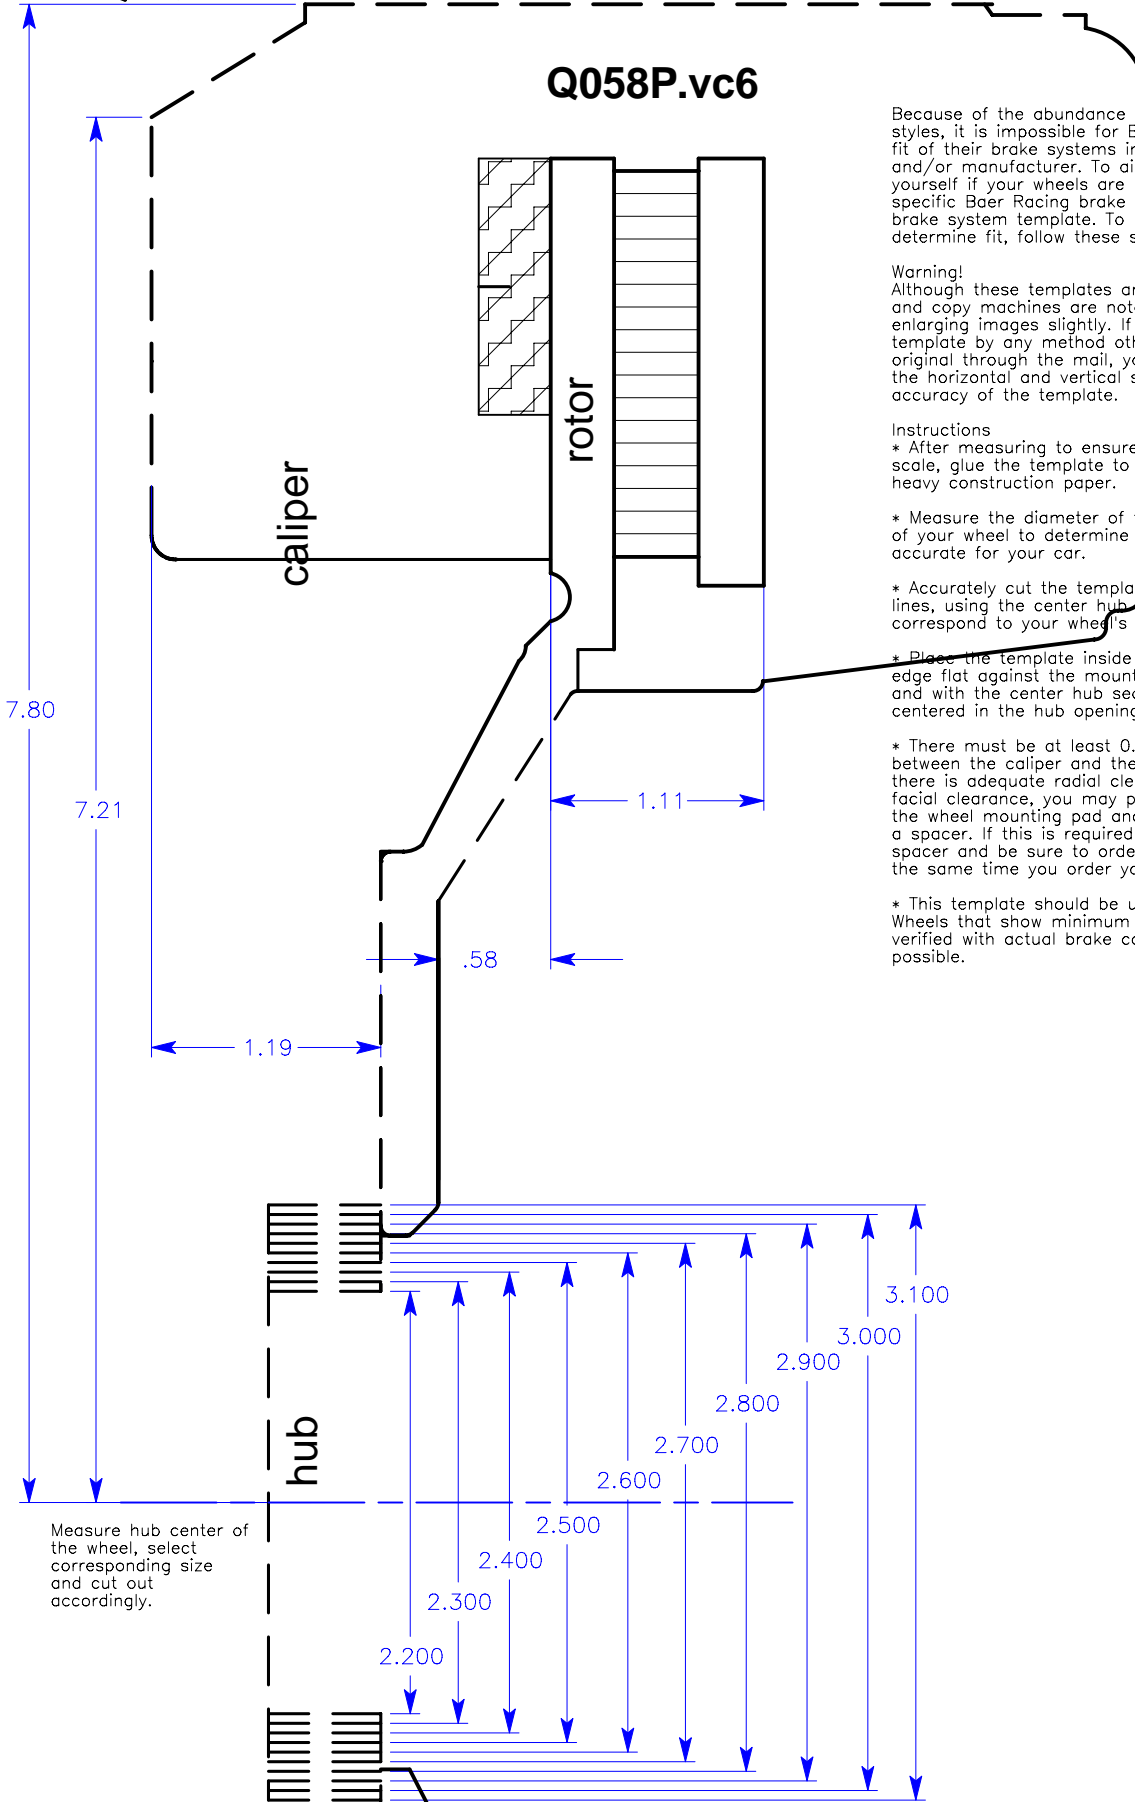 Q058P.vc6
Because of the abundance
styles, it is impossible for
fit of their brake systems
and/or manufacturer. To
yourself if your wheels are
specific Baer Racing brake
brake system template. To
determine fit, follow these
Warning!
Although these templates
and copy machines are
enlarging images slightly. If
template by any method
original through the mail,
the horizontal and vertical
accuracy of the template.
Instructions
* After measuring to ensure
scale, glue the template to
heavy construction paper.
* Measure the diameter of
of your wheel to determine
accurate for your car.
* Accurately cut the
lines, using the center hub
correspond to your wheel's
* Place the template inside
edge flat against the
and with the center hub
centered in the hub opening
* There must be at least 0.
between the caliper and the
there is adequate radial
facial clearance, you may
the wheel mounting pad and
a spacer. If this is required
spacer and be sure to
the same time you order
* This template should be
Wheels that show minimum
verified with actual brake
possible.
rotor
caliper
7.80
7.21
1.11
.58
1.19
3.100
3.000
2.900
2.800
2.700
2.600
2.500
2.400
2.300
2.200
hub
Measure hub center of
the wheel, select
corresponding size
and cut out
accordingly.